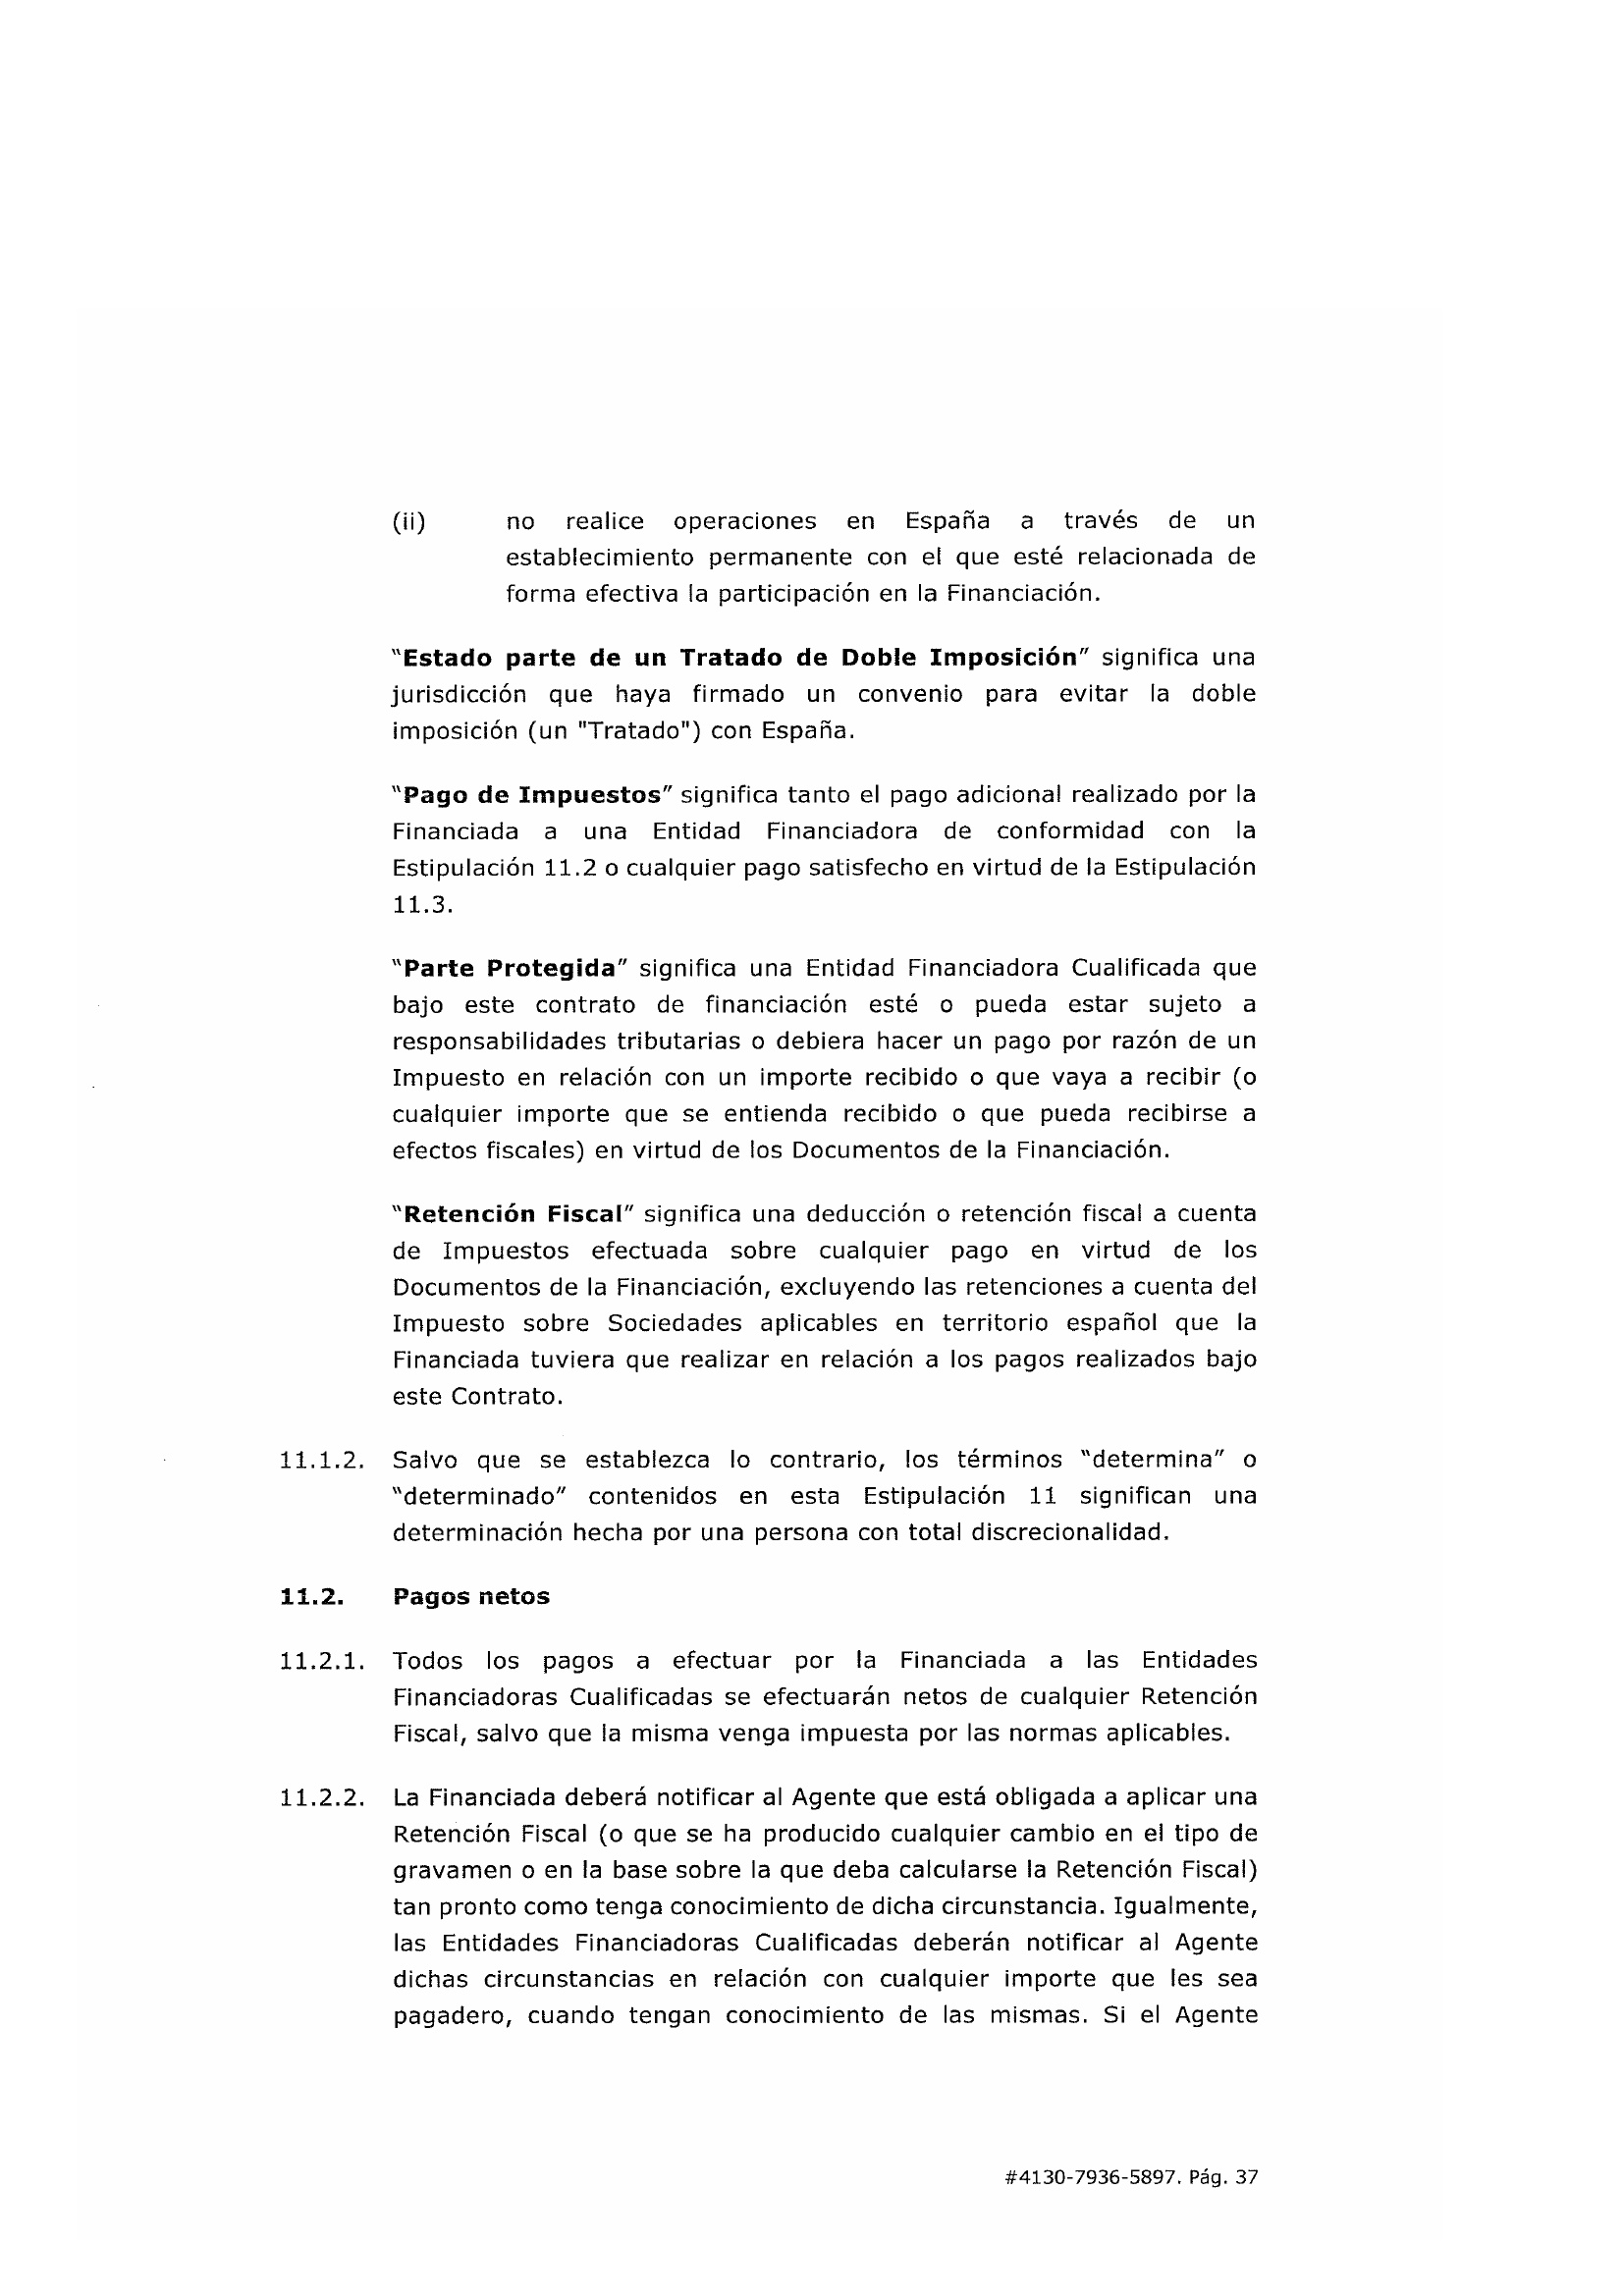 (ii) no realice operaciones en España a través de un
establecimiento permanente con el que esté relacionada de
forma efectiva la participación en la Financiación.
"Estado parte de un Tratado de Doble Imposición" significa una
jurisdicción que haya firmado un convenio para evitar la doble
imposición (un "Tratado") con España.
"Pago de Impuestos" significa tanto el pago adicional realizado por la
Financiada a una Entidad Financiadora de conformidad con la
Estipulación 11.2 o cualquier pago satisfecho en virtud de la Estipulación
11.3.
"Parte Protegida" significa una Entidad Financiadora Cualificada que
bajo este contrato de financiación esté o pueda estar sujeto a
responsabilidades tributarias o debiera hacer un pago por razón de un
Impuesto en relación con un importe recibido o que vaya a recibir (o
cualquier importe que se entienda recibido o que pueda recibirse a
efectos fiscales) en virtud de los Documentos de la Financiación.
"Retención Fiscal" significa una deducción o retención fiscal a cuenta
de Impuestos efectuada sobre cualquier pago en virtud de los
Documentos de la Financiación, excluyendo las retenciones a cuenta del
Impuesto sobre Sociedades aplicables en territorio español que la
Financiada tuviera que realizar en relación a los pagos realizados bajo
este Contrato.
11.1.2. Salvo que se establezca lo contrario, los términos "determina" o
"determinado" contenidos en esta Estipulación 11 significan una
determinación hecha por una persona con total discrecionalidad.
11.2. Pagos netos
11.2.1. Todos los pagos a efectuar por la Financiada a las Entidades
Financiadoras Cualificadas se efectuarán netos de cualquier Retención
Fiscal, salvo que la misma venga impuesta por las normas aplicables.
11.2.2. La Financiada deberá notificar al Agente que está obligada a aplicar una
Retención Fiscal (o que se ha producido cualquier cambio en el tipo de
gravamen o en la base sobre la que deba calcularse la Retención Fiscal)
tan pronto como tenga conocimiento de dicha circunstancia. Igualmente,
las Entidades Financiadoras Cualificadas deberán notificar al Agente
dichas circunstancias en relación con cualquier importe que les sea
pagadero, cuando tengan conocimiento de las mismas. Si el Agente
#4130-7936-5897. Pág. 37